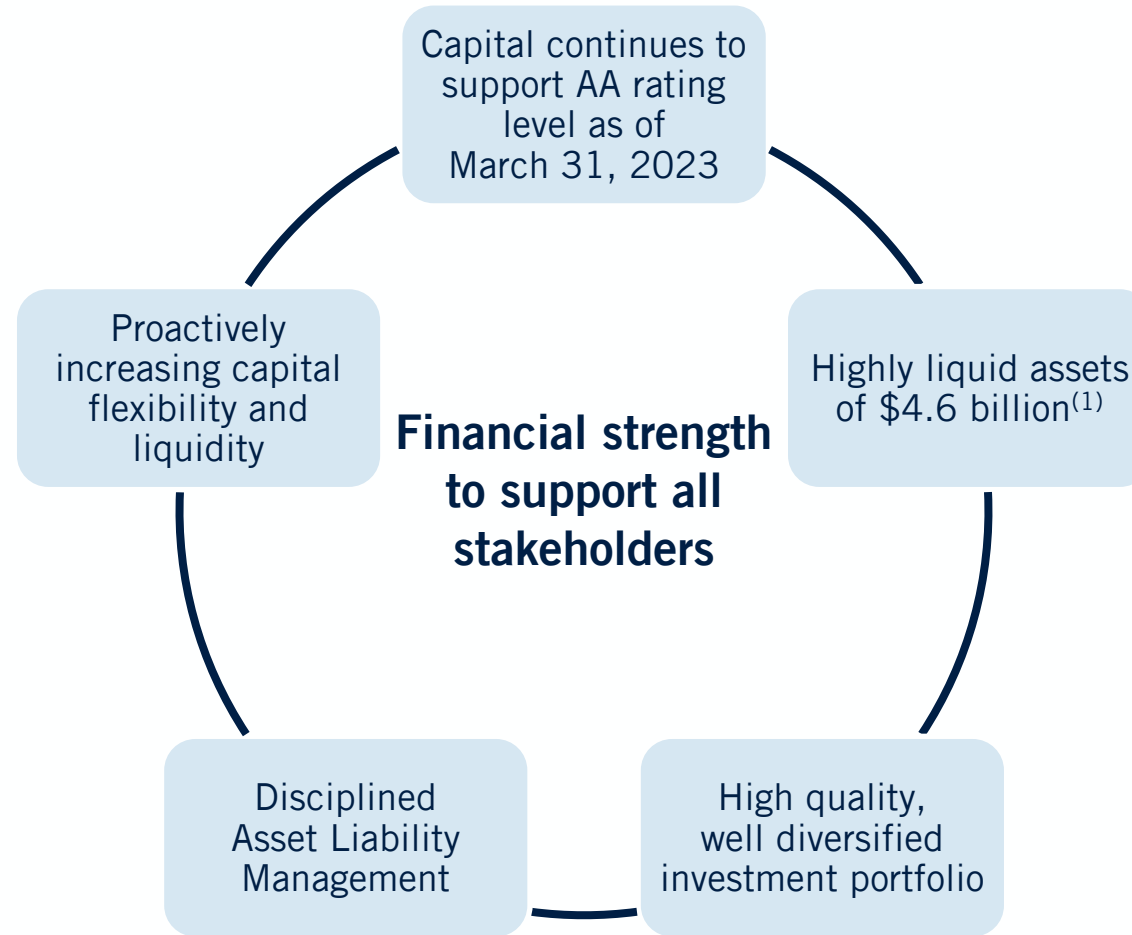 Capital continues to
support AA rating
level as of
March 31, 2023
Proactively
increasing capital
flexibility and
liquidity
Highly liquid assets
of $4.6 billion(1)
Financial strength
to support all
stakeholders
Disciplined
Asset Liability
Management
High quality,
well diversified
investment portfolio